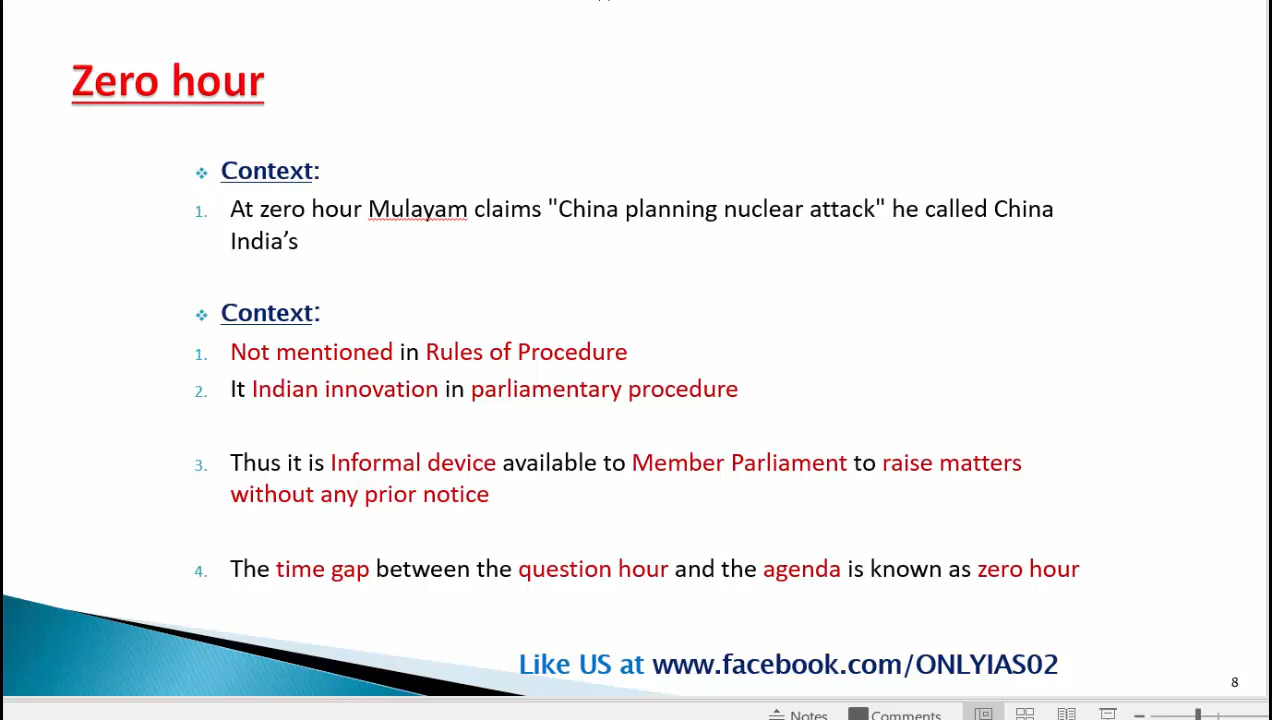 Zero hour
❖ Context:
1. At zero hour Mulayam claims "China planning nuclear attack" he called China
India’s
❖ Context:
1. Not mentioned in Rules of Procedure
2. It Indian innovation in parliamentary procedure
3. Thus it is Informal device available to Member Parliament to raise matters
without any prior notice
4. The time gap between the question hour and the agenda is known as zero hour
Like US at www.facebook.com/ONLYIAS02
8
Notes Comments